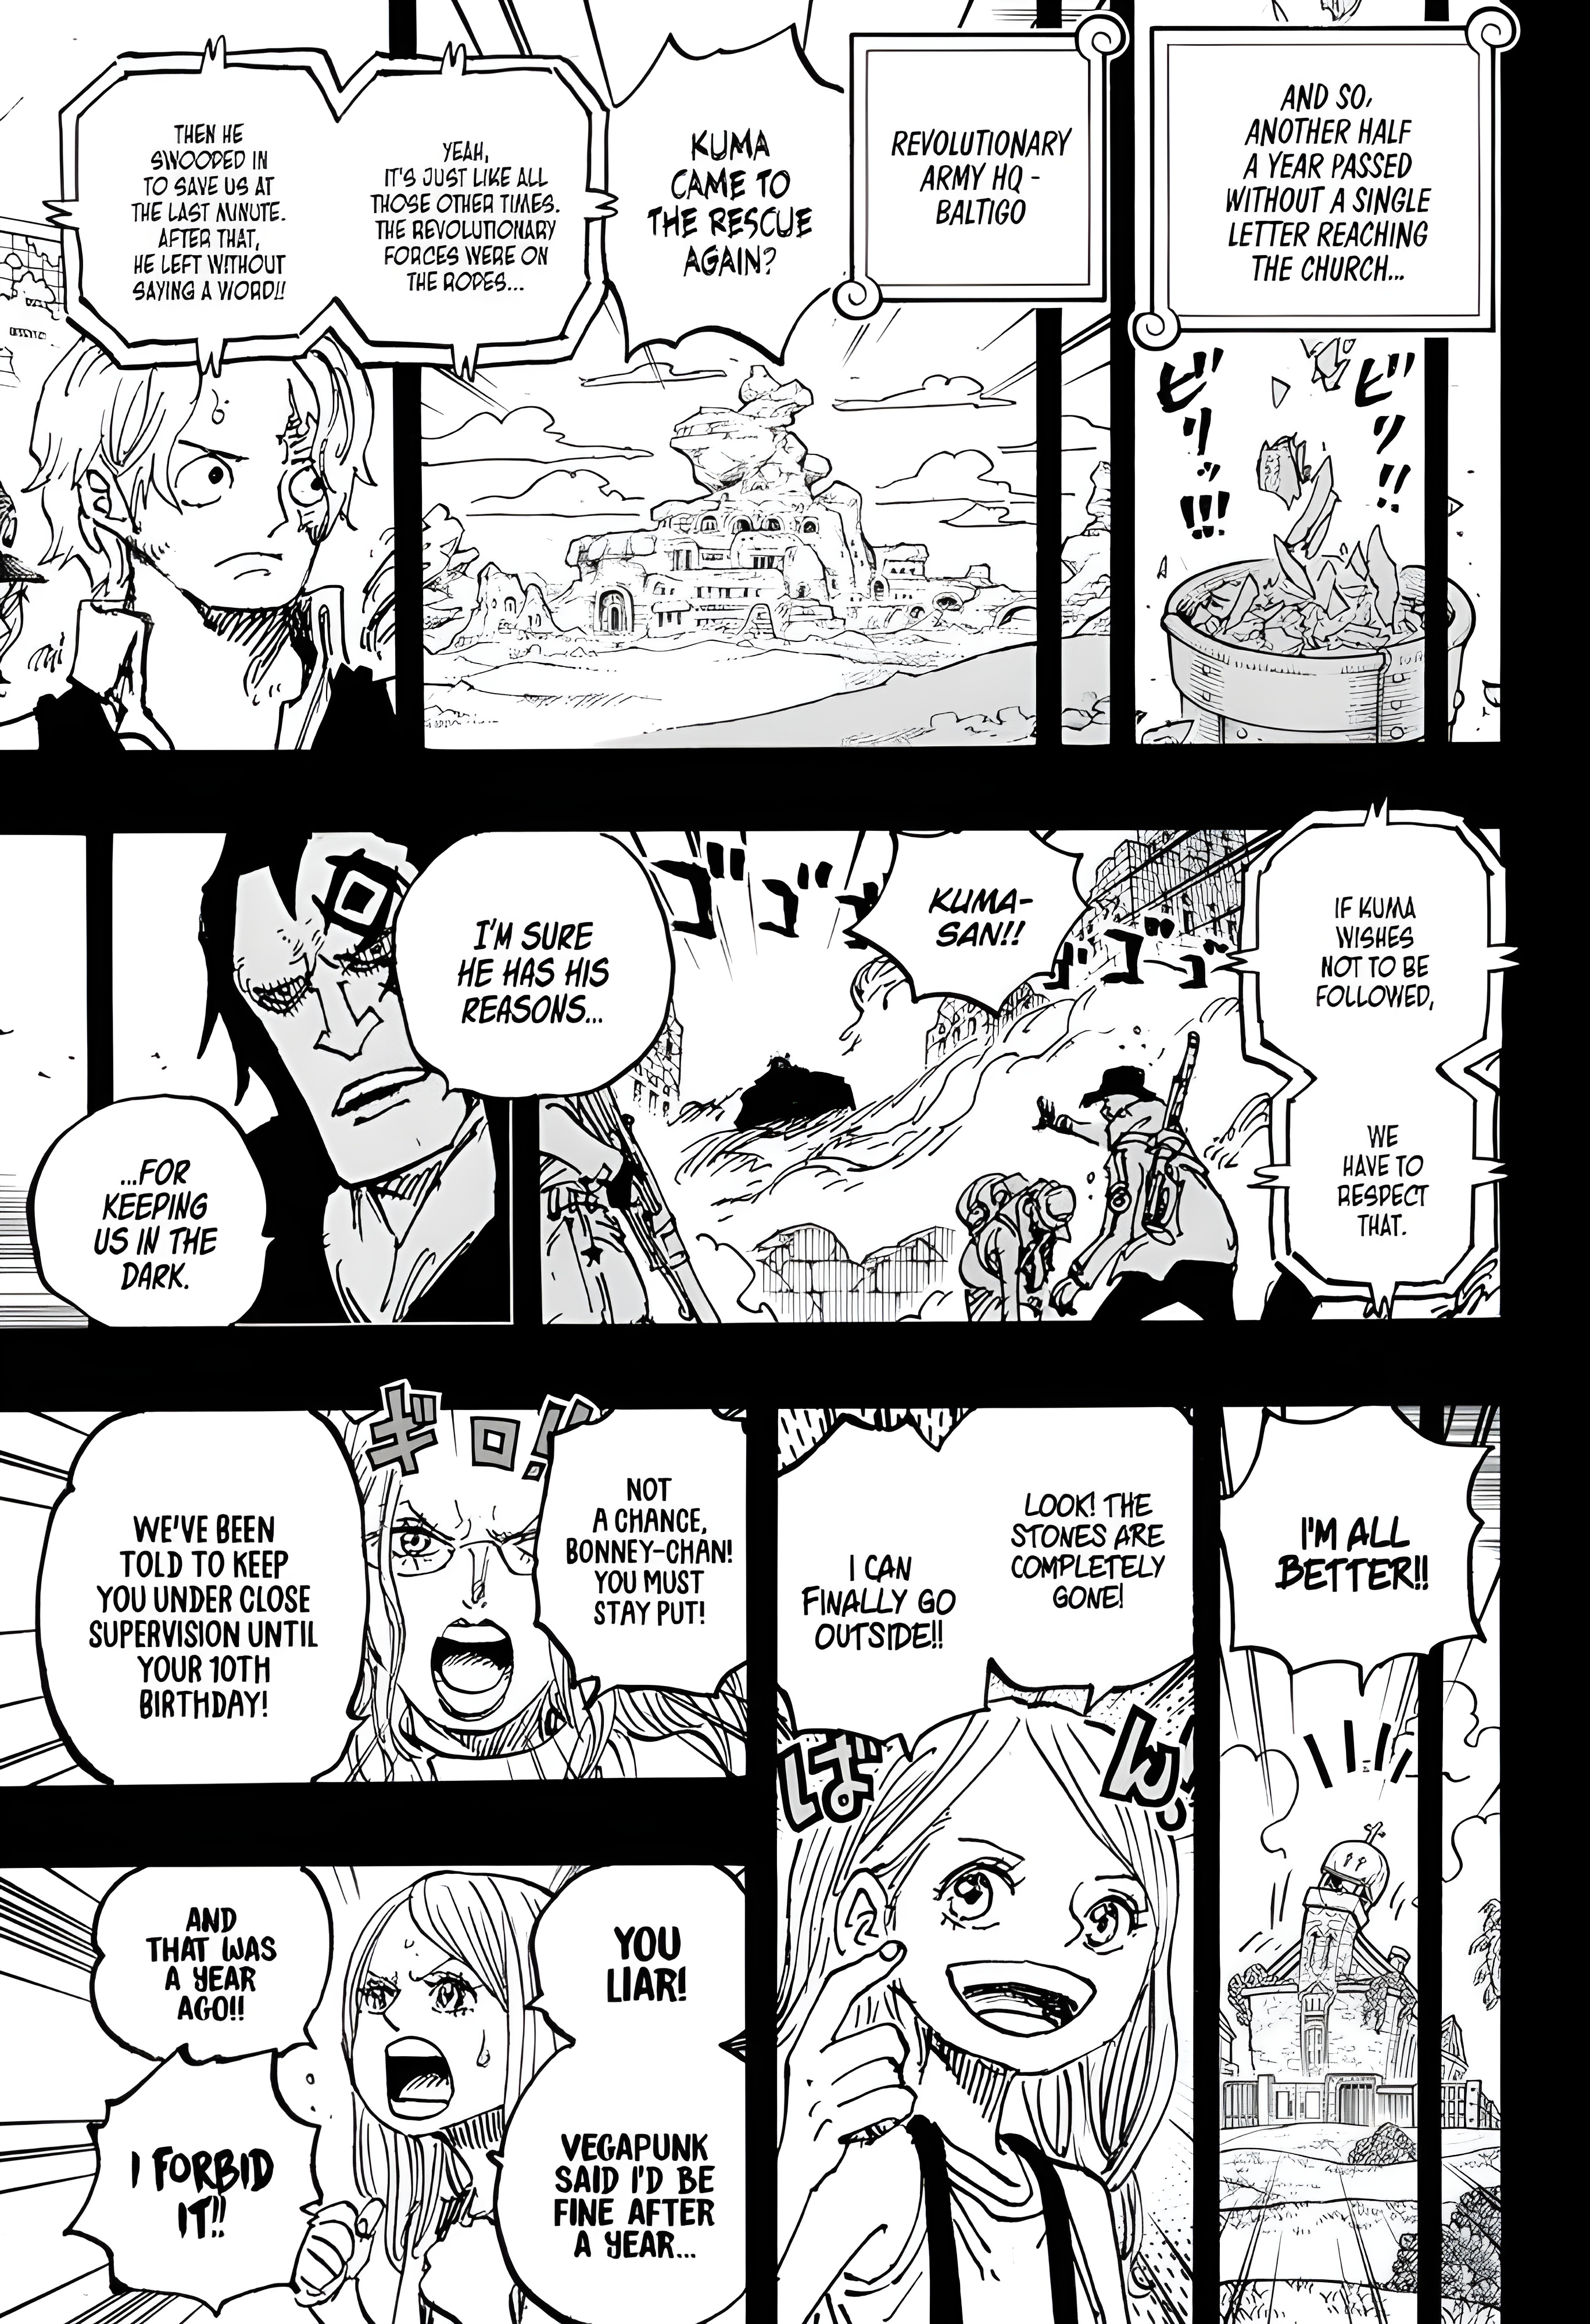 AND SO,
ANOTHER HALF
A YEAR PASSED
WITHOUT A SINGLE
LETTER REACHING
THE CHURCH...
ビリ!!
ビリッ!!!
REVOLUTIONARY
ARMY HQ -
BALTIGO
KUMA
CAME TO
THE RESCUE
AGAIN?
YEAH,
IT'S JUST LIKE ALL
THOSE OTHER TIMES.
THE REVOLUTIONARY
FORCES WERE ON
THE ROPES...
THEN HE
SWOOPED IN
TO SAVE US AT
THE LAST MINUTE.
AFTER THAT,
HE LEFT WITHOUT
SAYING A WORD!!
IF KUMA
WISHES
NOT TO BE
FOLLOWED,
WE
HAVE TO
RESPECT
THAT.
KUMA-
SAN!!
ゴゴゴ
ゴゴゴ
I'M SURE
HE HAS HIS
REASONS...
...FOR
KEEPING
US IN THE
DARK.
I'M ALL
BETTER!!
LOOK! THE
STONES ARE
COMPLETELY
GONE!
I CAN
FINALLY GO
OUTSIDE!!
ばん!
NOT
A CHANCE,
BONNEY-CHAN!
YOU MUST
STAY PUT!
ギロ!!
WE'VE BEEN
TOLD TO KEEP
YOU UNDER CLOSE
SUPERVISION UNTIL
YOUR 10TH
BIRTHDAY!
YOU
LIAR!
VEGAPUNK
SAID I'D BE
FINE AFTER
A YEAR...
AND
THAT WAS
A YEAR
AGO!!
I FORBID
IT!!